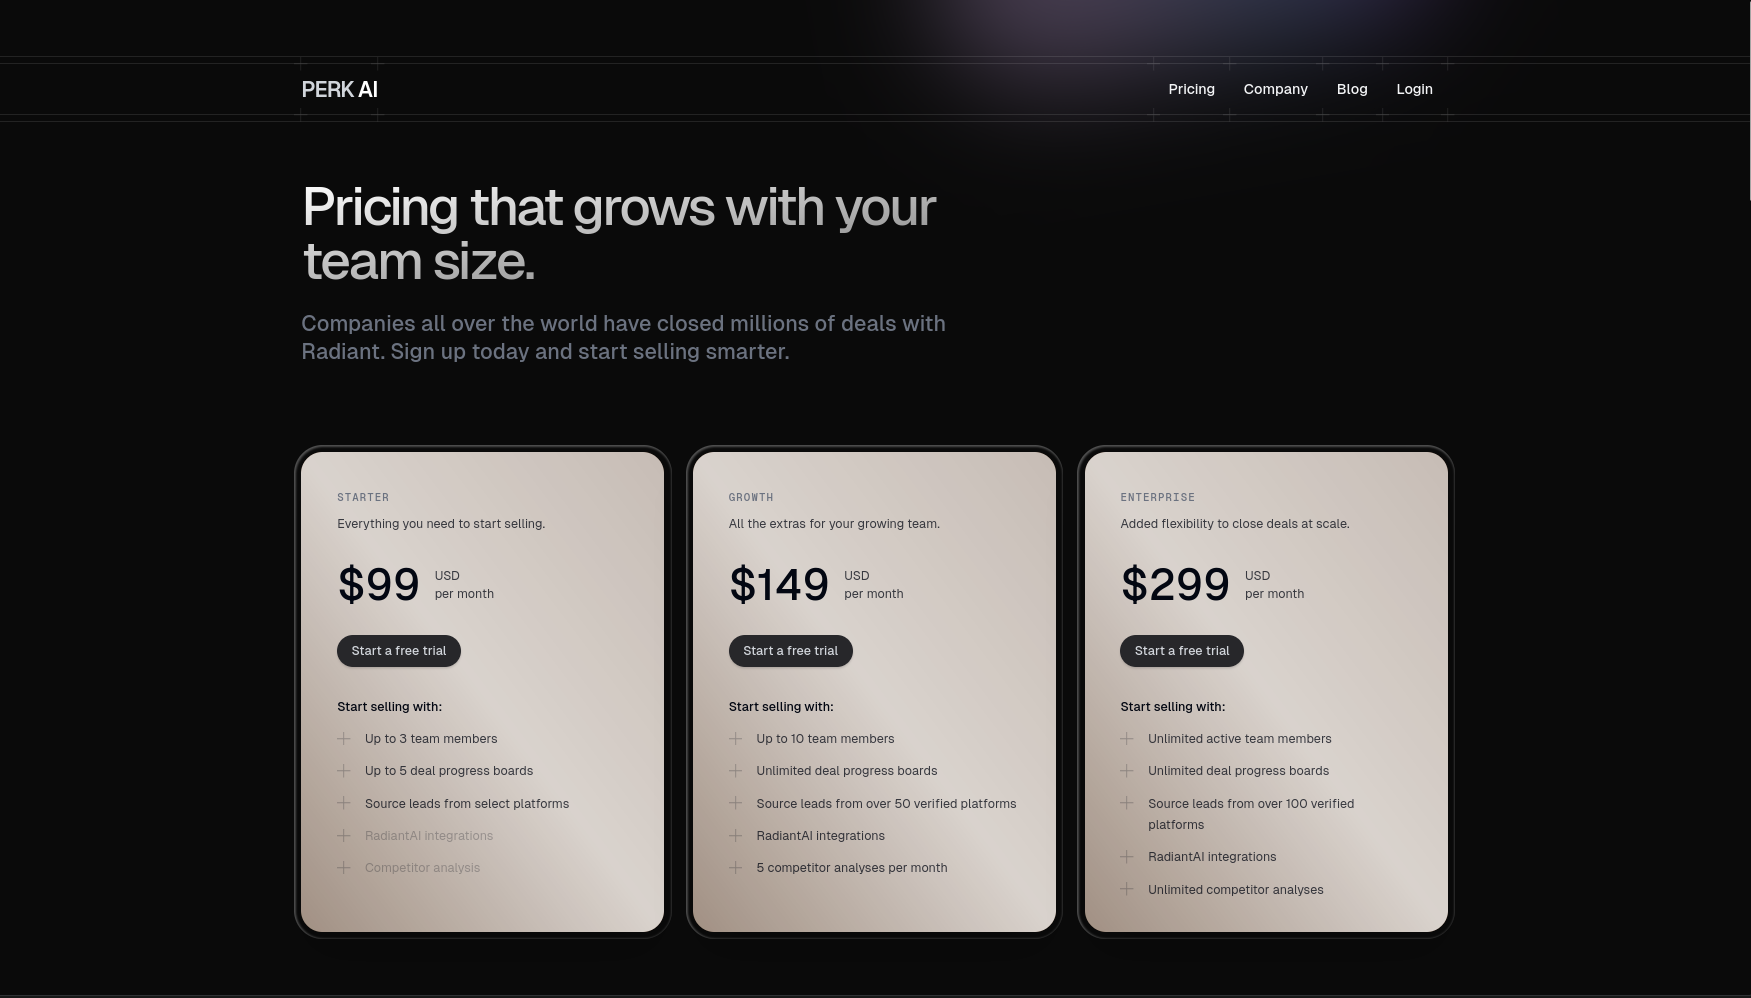 PERK AI
Pricing Company Blog Login
Pricing that grows with your
team size.
Companies all over the world have closed millions of deals with
Radiant. Sign up today and start selling smarter.
STARTER
Everything you need to start selling.
$99
USD
per month
Start a free trial
Start selling with:
Up to 3 team members
Up to 5 deal progress boards
Source leads from select platforms
RadiantAI integrations
Competitor analysis
GROWTH
All the extras for your growing team.
$149
USD
per month
Start a free trial
Start selling with:
Up to 10 team members
Unlimited deal progress boards
Source leads from over 50 verified platforms
RadiantAI integrations
5 competitor analyses per month
ENTERPRISE
Added flexibility to close deals at scale.
$299
USD
per month
Start a free trial
Start selling with:
Unlimited active team members
Unlimited deal progress boards
Source leads from over 100 verified
platforms
RadiantAI integrations
Unlimited competitor analyses